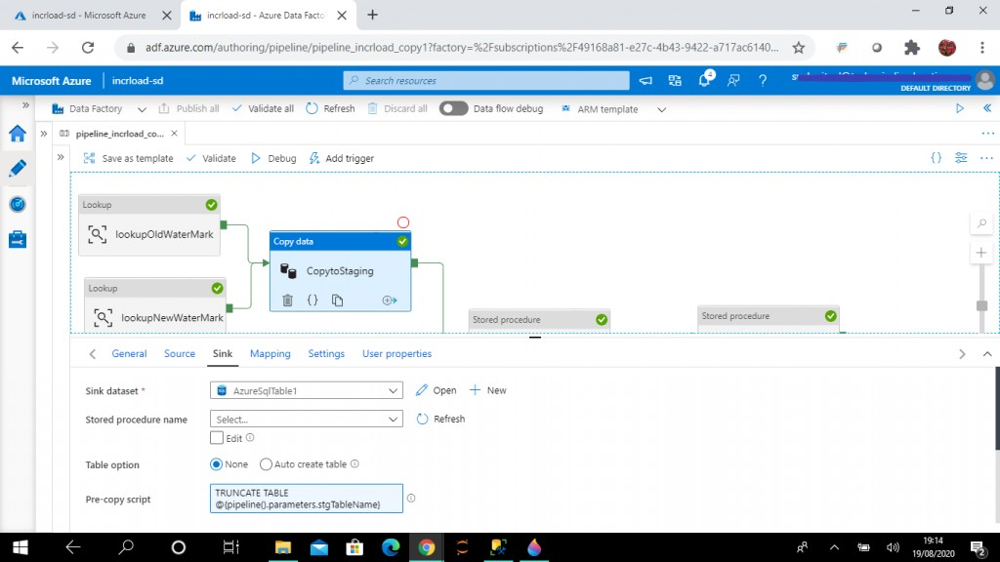 incrload-sd - Microsoft Azure
incrload-sd - Azure Data Facto
adf.azure.com/authoring/pipeline/pipeline_incrload_copy1?factory=%2Fsubscriptions%2F49168a81-e27c-4b43-9422-a717ac6140...
Microsoft Azure
incrload-sd
Search resources
4
DEFAULT DIRECTORY
Data Factory
Publish all
Validate all
Refresh
Discard all
Data flow debug
ARM template
pipeline_incrload_co...
Save as template
Validate
Debug
Add trigger
Lookup
lookupOldWaterMark
Copy data
CopytoStaging
Lookup
lookupNewWaterMark
Stored procedure
Stored procedure
General
Source
Sink
Mapping
Settings
User properties
Sink dataset *
AzureSqlTable1
Open
New
Stored procedure name
Select...
Refresh
Edit
Table option
None
Auto create table
Pre-copy script
TRUNCATE TABLE
@{pipeline().parameters.stgTableName}
19:14
19/08/2020
2